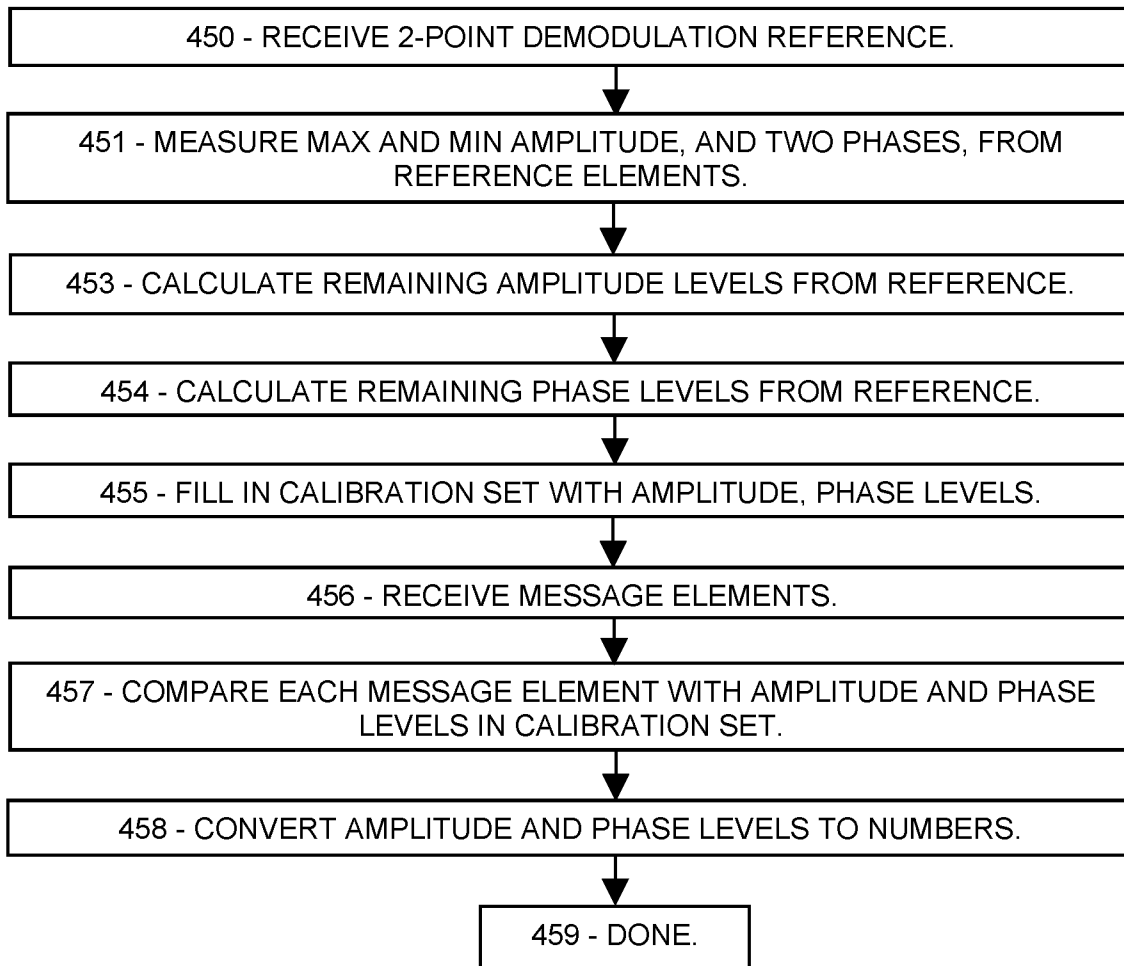 450 - RECEIVE 2-POINT DEMODULATION REFERENCE.
451 - MEASURE MAX AND MIN AMPLITUDE, AND TWO PHASES, FROM
REFERENCE ELEMENTS.
453 - CALCULATE REMAINING AMPLITUDE LEVELS FROM REFERENCE.
454 - CALCULATE REMAINING PHASE LEVELS FROM REFERENCE.
455 - FILL IN CALIBRATION SET WITH AMPLITUDE, PHASE LEVELS.
456 - RECEIVE MESSAGE ELEMENTS.
457 - COMPARE EACH MESSAGE ELEMENT WITH AMPLITUDE AND PHASE
LEVELS IN CALIBRATION SET.
458 - CONVERT AMPLITUDE AND PHASE LEVELS TO NUMBERS.
459 - DONE.